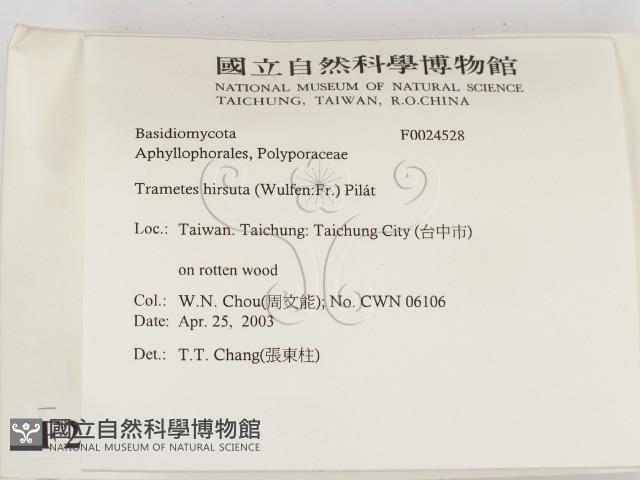 國立自然科學博物館
NATIONAL MUSEUM OF NATURAL SCIENCE
TAICHUNG, TAIWAN, R.O.CHINA
Basidiomycota F0024528
Aphyllophorales, Polyporaceae
Trametes hirsuta (Wulfen:Fr.) Pilát
Loc.: Taiwan. Taichung: Taichung City (台中市)
on rotten wood
Col.: W.N. Chou(周文能); No. CWN 06106
Date: Apr. 25, 2003
Det.: T.T. Chang(張東柱)
國立自然科學博物館
NATIONAL MUSEUM OF NATURAL SCIENCE